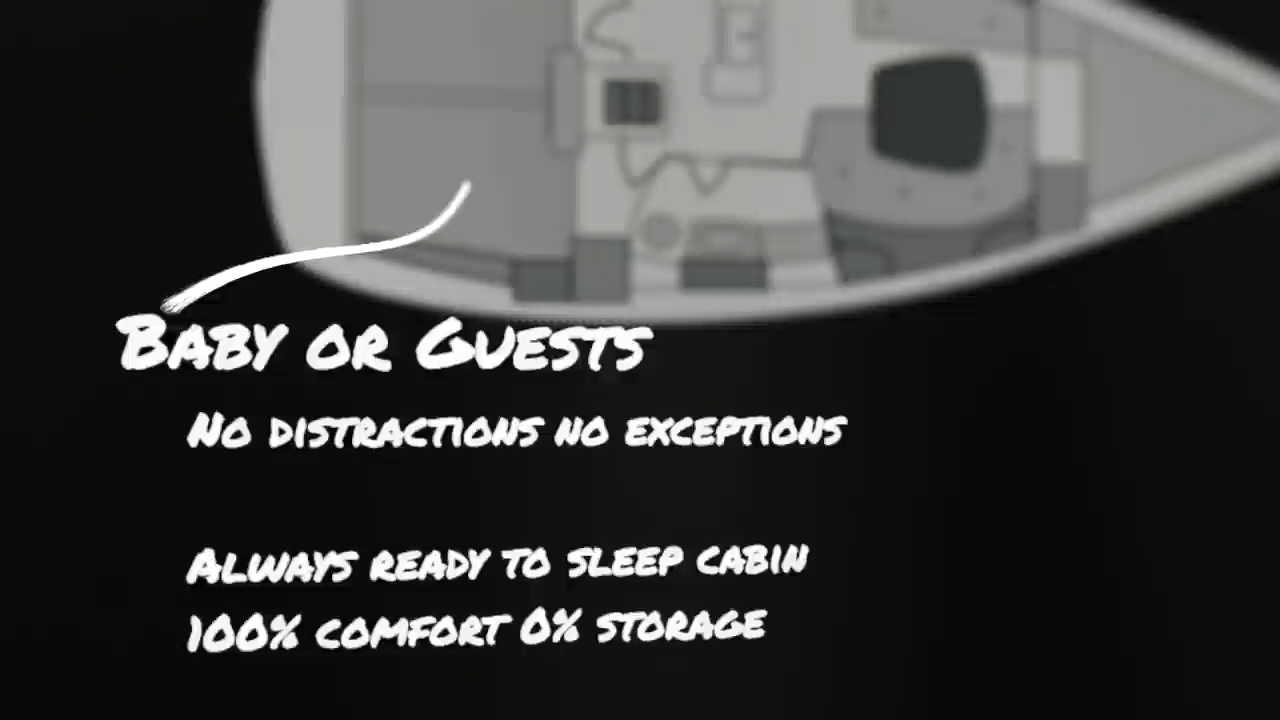 Baby or Guests
No distractions no exceptions
Always ready to sleep cabin
100% comfort 0% storage